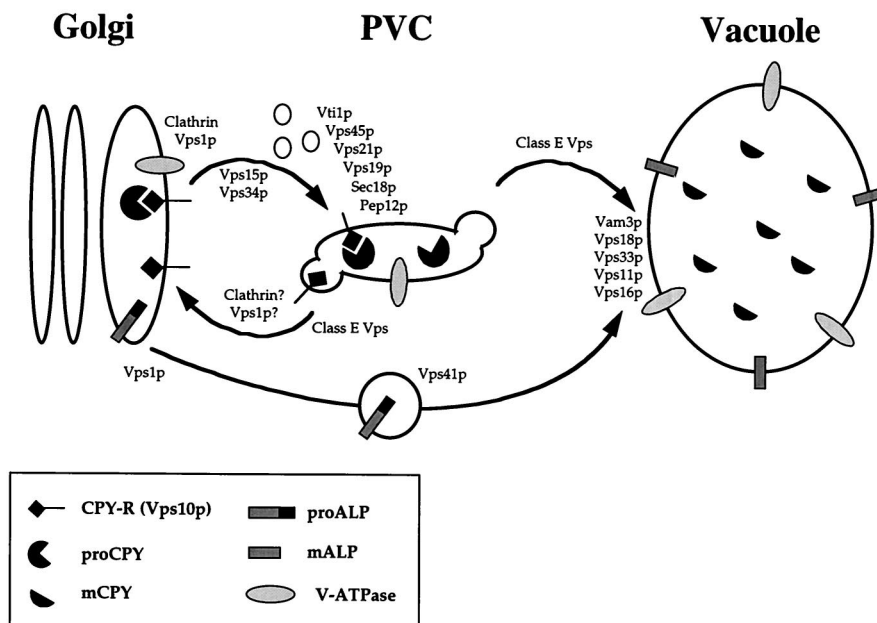 Golgi
PVC
Vacuole
Clathrin
Vps1p
Vps15p
Vps34p
Vti1p
Vps45p
Vps21p
Vps19p
Sec18p
Pep12p
Class E Vps
Vam3p
Vps18p
Vps33p
Vps11p
Vps16p
Clathrin?
Vps1p?
Class E Vps
Vps1p
Vps41p
CPY-R (Vps10p)
proCPY
mCPY
proALP
mALP
V-ATPase